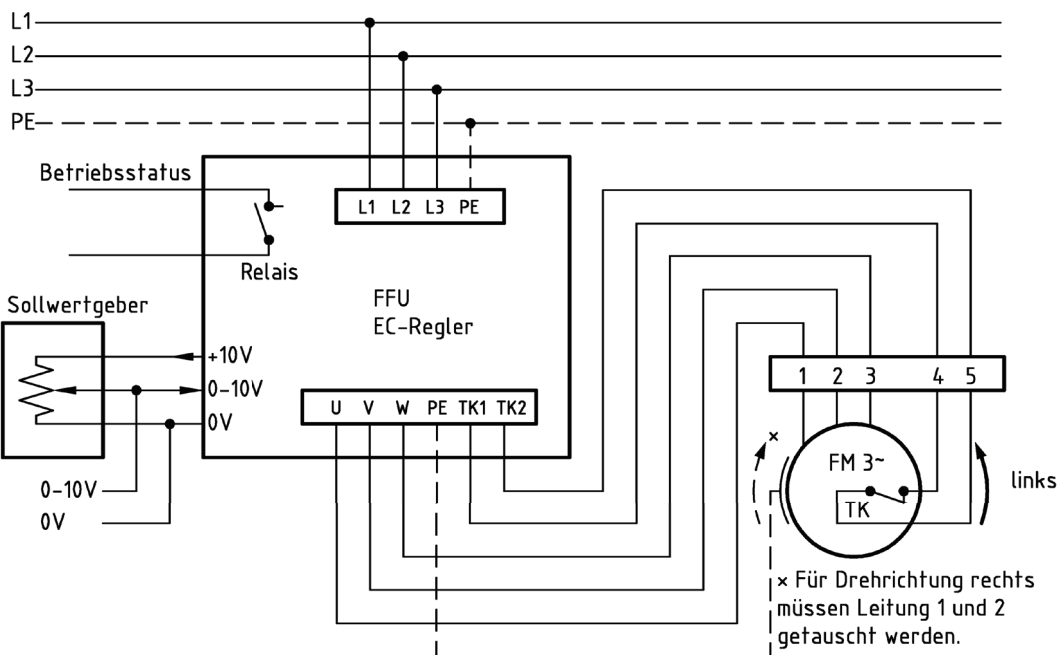 L1
L2
L3
PE
Betriebsstatus
L1 L2 L3 PE
Relais
Sollwertgeber
FFU
EC-Regler
+10V
0-10V
0V
U V W PE TK1 TK2
1 2 3 4 5
×
FM 3~
TK
links
0-10V
0V
× Für Drehrichtung rechts
müssen Leitung 1 und 2
getauscht werden.